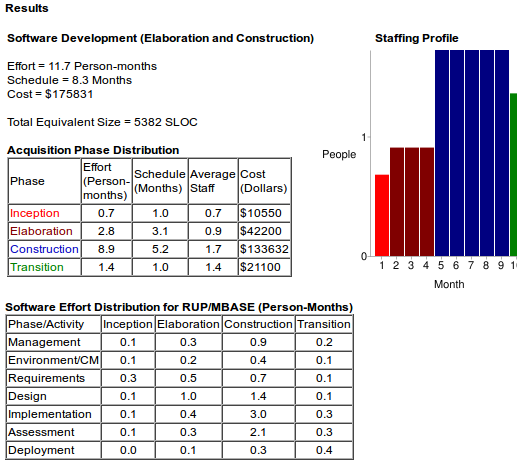 Results
Software Development (Elaboration and Construction)
Effort = 11.7 Person-months
Schedule = 8.3 Months
Cost = $175831
Total Equivalent Size = 5382 SLOC
Acquisition Phase Distribution
Phase Effort (Person-months) Schedule (Months) Average Staff Cost (Dollars)
Inception 0.7 1.0 0.7 $10550
Elaboration 2.8 3.1 0.9 $42200
Construction 8.9 5.2 1.7 $133632
Transition 1.4 1.0 1.4 $21100
Staffing Profile
1
People
0
1 2 3 4 5 6 7 8 9 1
Month
Software Effort Distribution for RUP/MBASE (Person-Months)
Phase/Activity Inception Elaboration Construction Transition
Management 0.1 0.3 0.9 0.2
Environment/CM 0.1 0.2 0.4 0.1
Requirements 0.3 0.5 0.7 0.1
Design 0.1 1.0 1.4 0.1
Implementation 0.1 0.4 3.0 0.3
Assessment 0.1 0.3 2.1 0.3
Deployment 0.0 0.1 0.3 0.4